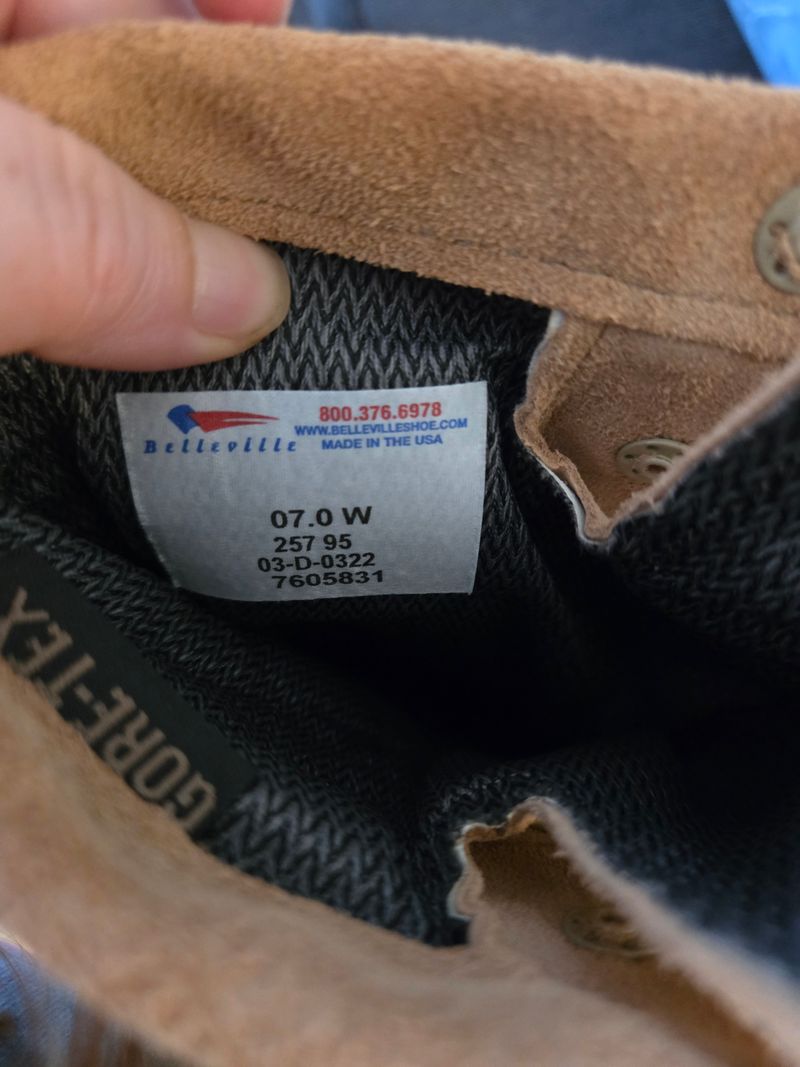 Belleville
800.376.6978
WWW.BELLEVILLESHOE.COM
MADE IN THE USA
07.0 W
257 95
03-D-0322
7605831
GORE-TEX